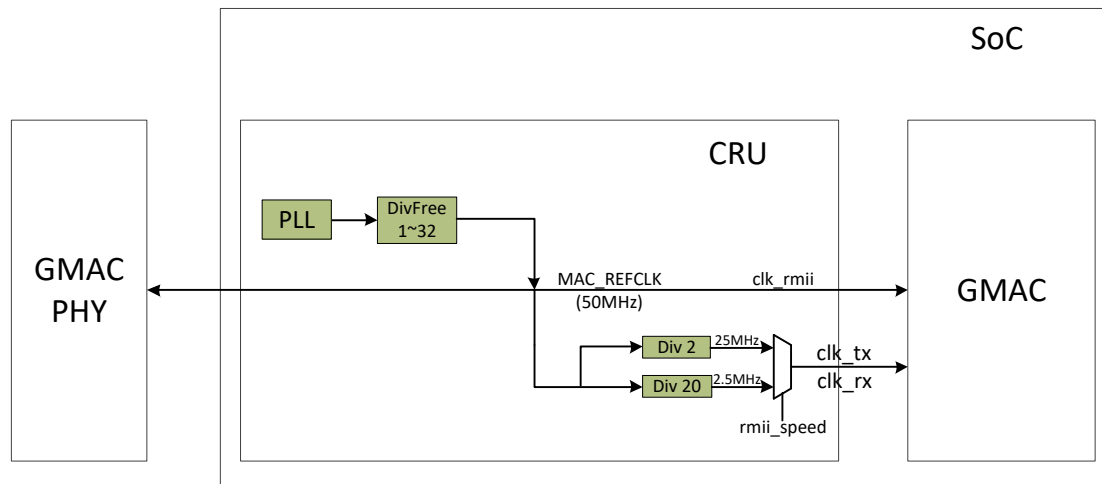 SoC
CRU
PLL
DivFree
1~32
GMAC
PHY
MAC_REFCLK
(50MHz)
clk_rmii
GMAC
Div 2
25MHz
Div 20
2.5MHz
clk_tx
clk_rx
rmii_speed